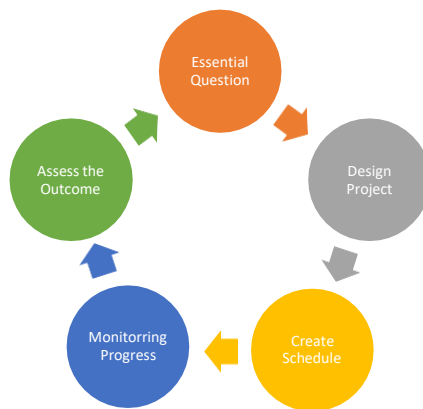 Essential
Question
Design
Project
Create
Schedule
Monitorring
Progress
Assess the
Outcome